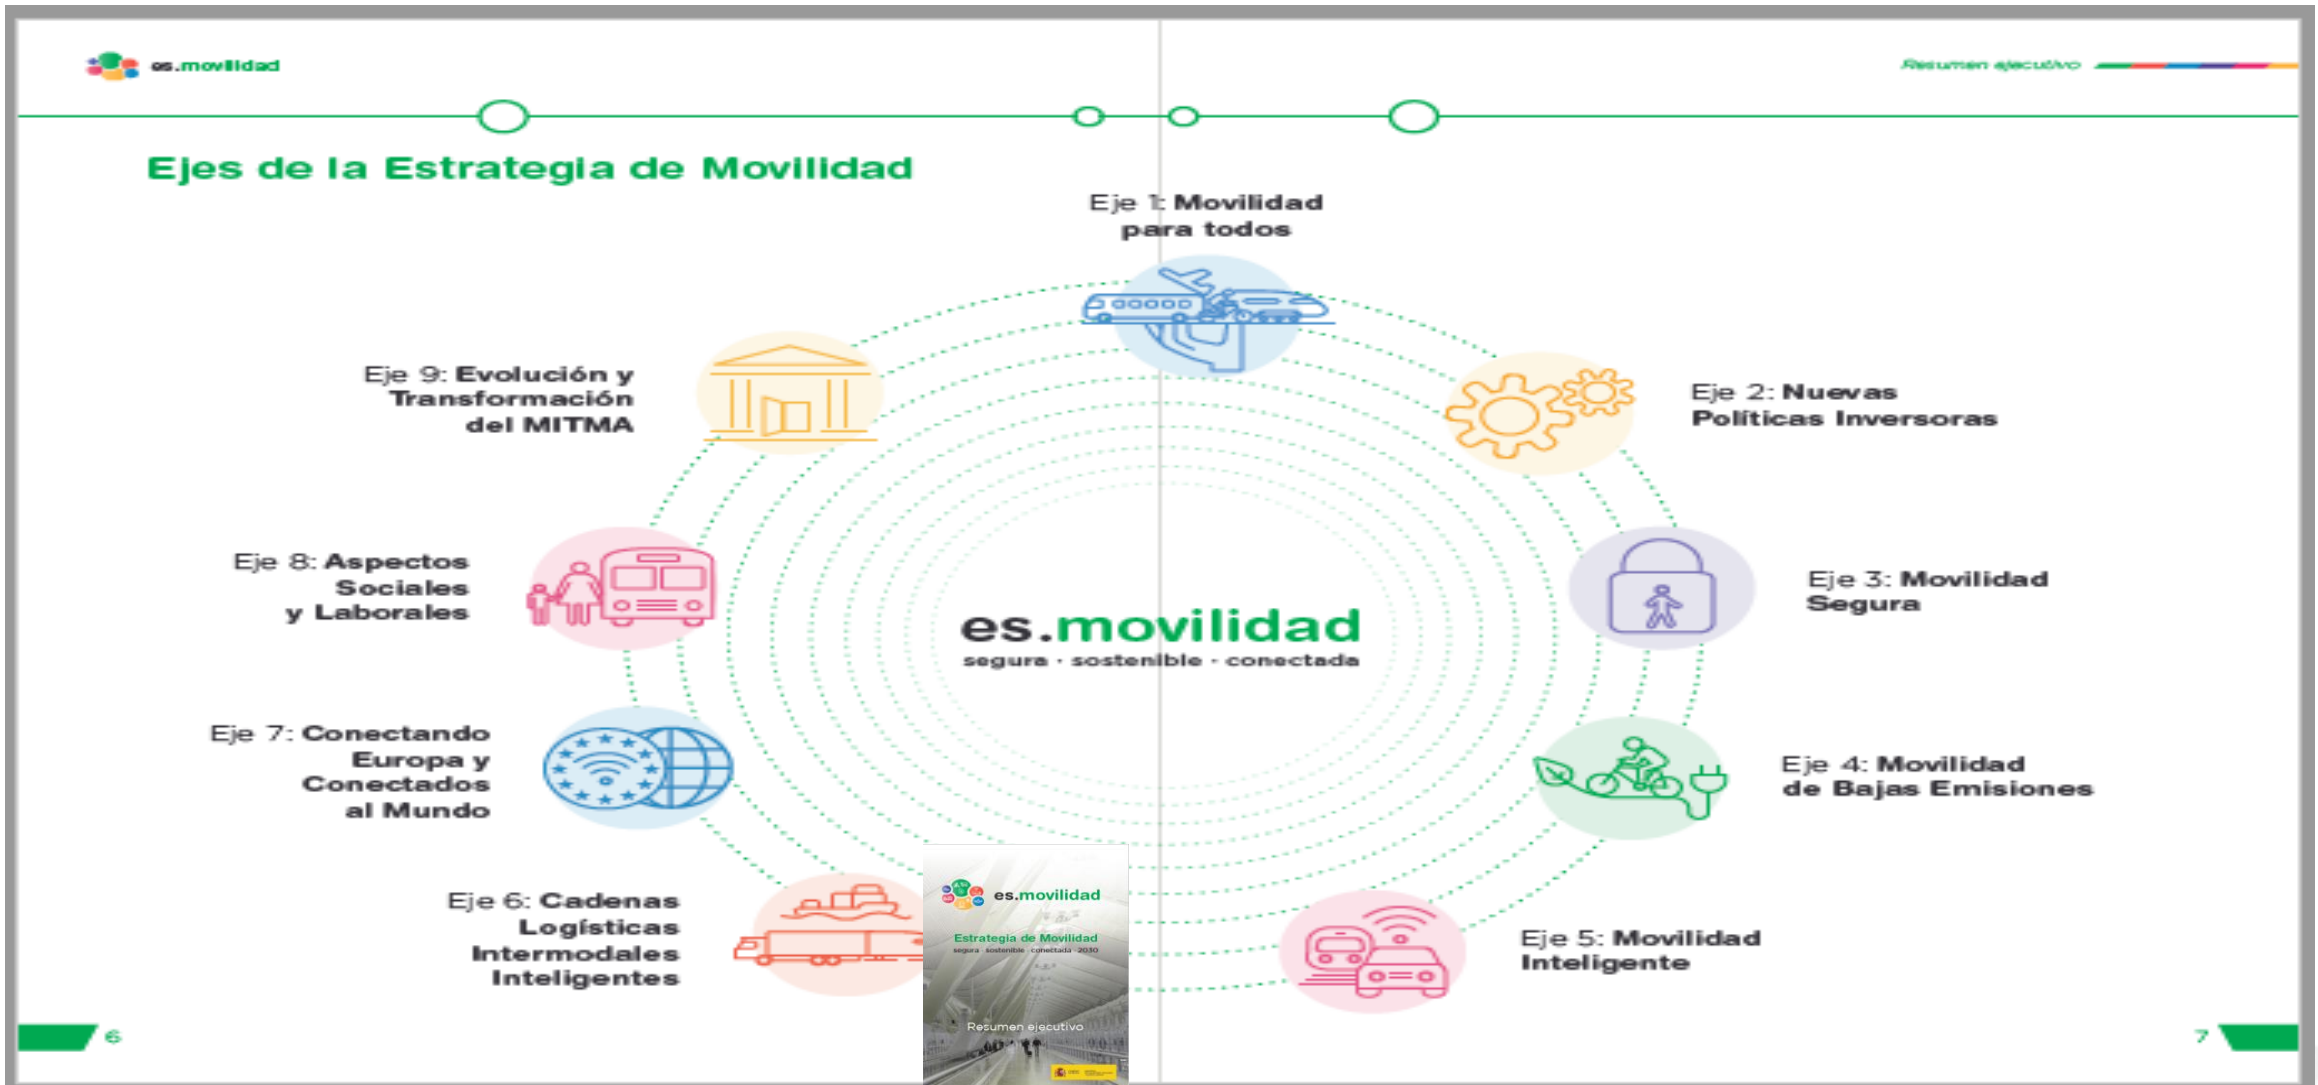 es.movilidad
Resumen ejecutivo
Ejes de la Estrategia de Movilidad
Eje 1: Movilidad
para todos
Eje 2: Nuevas
Políticas Inversoras
Eje 3: Movilidad
Segura
Eje 4: Movilidad
de Bajas Emisiones
Eje 5: Movilidad
Inteligente
Eje 6: Cadenas
Logísticas
Intermodales
Inteligentes
Eje 7: Conectando
Europa y
Conectados
al Mundo
Eje 8: Aspectos
Sociales
y Laborales
Eje 9: Evolución y
Transformación
del MITMA
es.movilidad
segura · sostenible · conectada
es.movilidad
Estrategia de Movilidad
segura · sostenible · conectada · 2030
Resumen ejecutivo
6
7